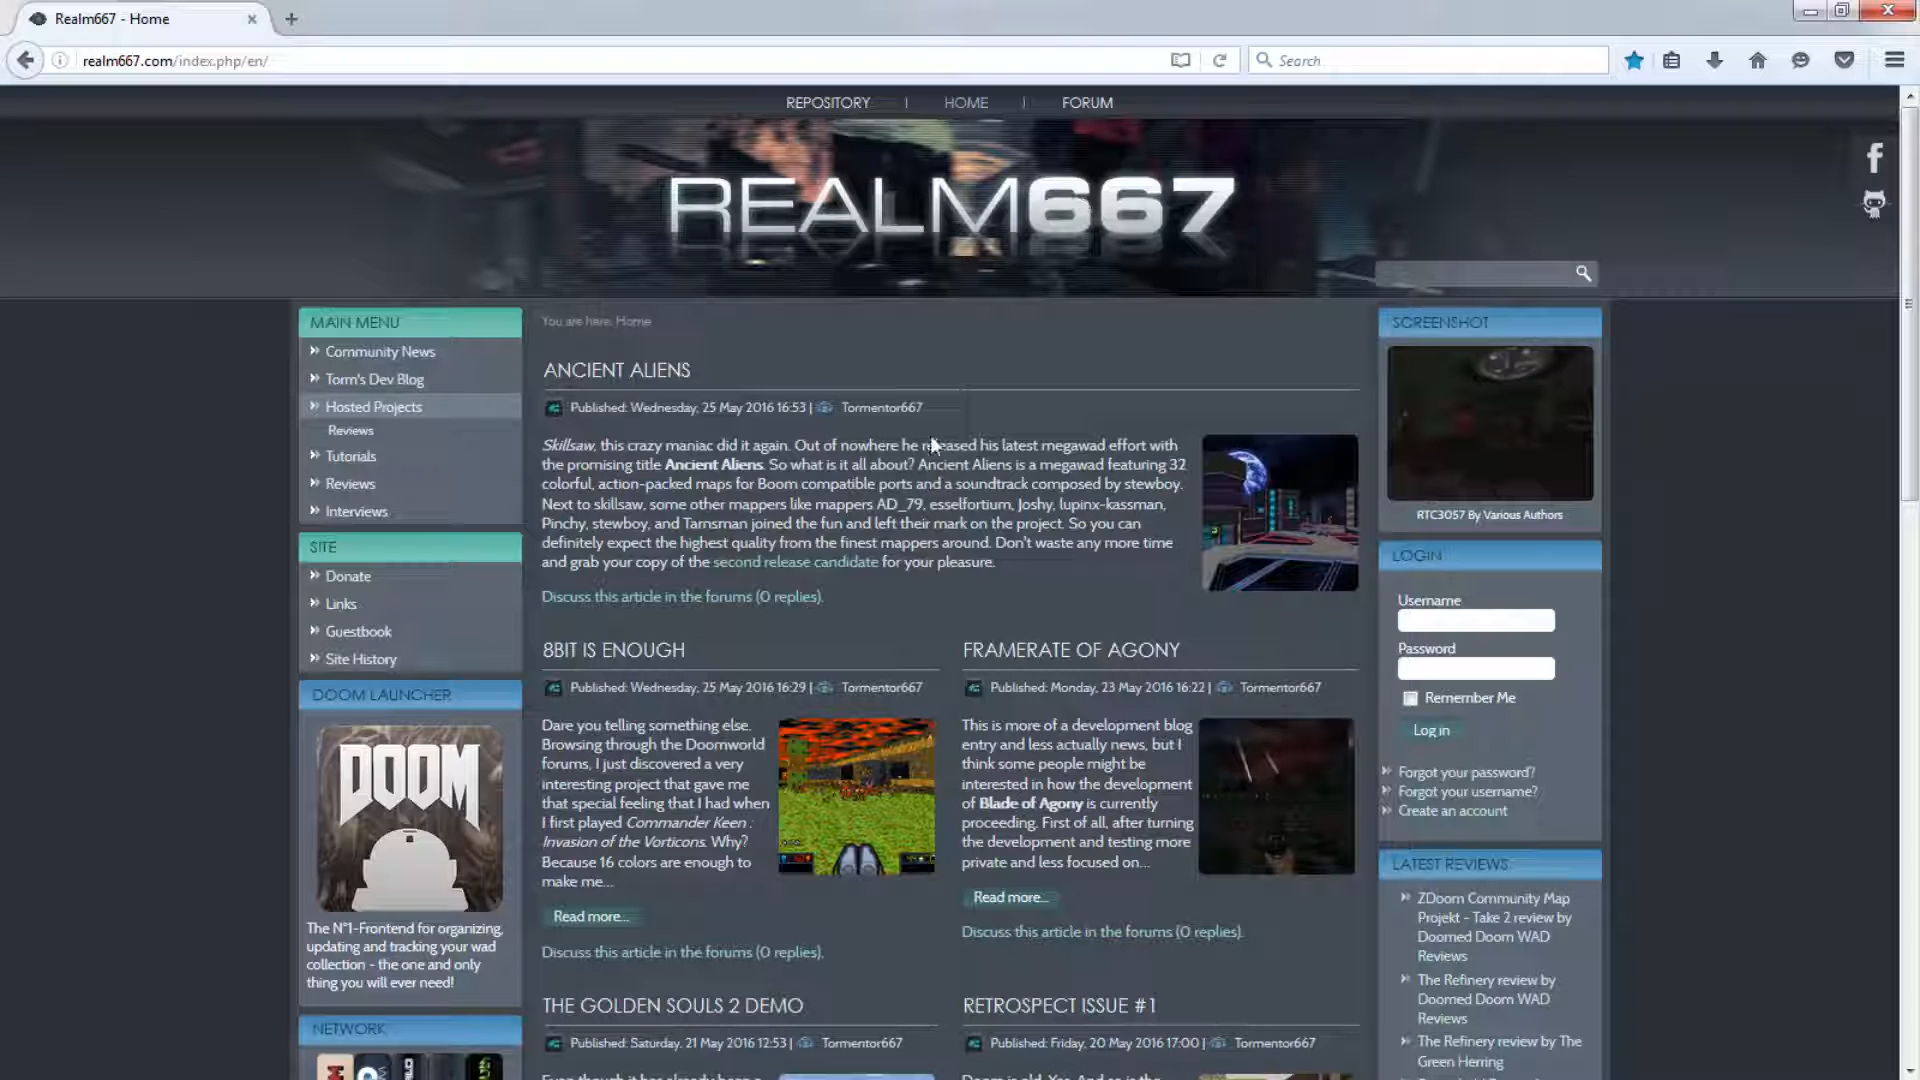 Realm667 - Home
realm667.com/index.php/en/
Search
REPOSITORY | HOME | FORUM
REALM667
MAIN MENU
Community News
Torm's Dev Blog
Hosted Projects
Reviews
Tutorials
Reviews
Interviews
SITE
Donate
Links
Guestbook
Site History
DOOM LAUNCHER
DOOM
The N°1-Frontend for organizing,
updating and tracking your wad
collection - the one and only
thing you will ever need!
NETWORK
You are here: Home
ANCIENT ALIENS
Published: Wednesday, 25 May 2016 16:53 | Tormentor667
Skillsaw, this crazy maniac did it again. Out of nowhere he released his latest megawad effort with
the promising title Ancient Aliens. So what is it all about? Ancient Aliens is a megawad featuring 32
colorful, action-packed maps for Boom compatible ports and a soundtrack composed by stewboy.
Next to skillsaw, some other mappers like mappers AD_79, esselfortium, Joshy, lupinx-kassman,
Pinchy, stewboy, and Tarnsman joined the fun and left their mark on the project. So you can
definitely expect the highest quality from the finest mappers around. Don't waste any more time
and grab your copy of the second release candidate for your pleasure.
Discuss this article in the forums (0 replies).
8BIT IS ENOUGH
Published: Wednesday, 25 May 2016 16:29 | Tormentor667
Dare you telling something else.
Browsing through the Doomworld
forums, I just discovered a very
interesting project that gave me
that special feeling that I had when
I first played Commander Keen :
Invasion of the Vorticons. Why?
Because 16 colors are enough to
make me...
Read more...
Discuss this article in the forums (0 replies).
FRAMERATE OF AGONY
Published: Monday, 23 May 2016 16:22 | Tormentor667
This is more of a development blog
entry and less actually news, but I
think some people might be
interested in how the development
of Blade of Agony is currently
proceeding. First of all, after turning
the development and testing more
private and less focused on...
Read more...
Discuss this article in the forums (0 replies).
THE GOLDEN SOULS 2 DEMO
Published: Saturday, 21 May 2016 12:53 | Tormentor667
RETROSPECT ISSUE #1
Published: Friday, 20 May 2016 17:00 | Tormentor667
SCREENSHOT
RTC3057 By Various Authors
LOGIN
Username
Password
Remember Me
Log in
Forgot your password?
Forgot your username?
Create an account
LATEST REVIEWS
ZDoom Community Map
Projekt - Take 2 review by
Doomed Doom WAD
Reviews
The Refinery review by
Doomed Doom WAD
Reviews
The Refinery review by The
Green Herring